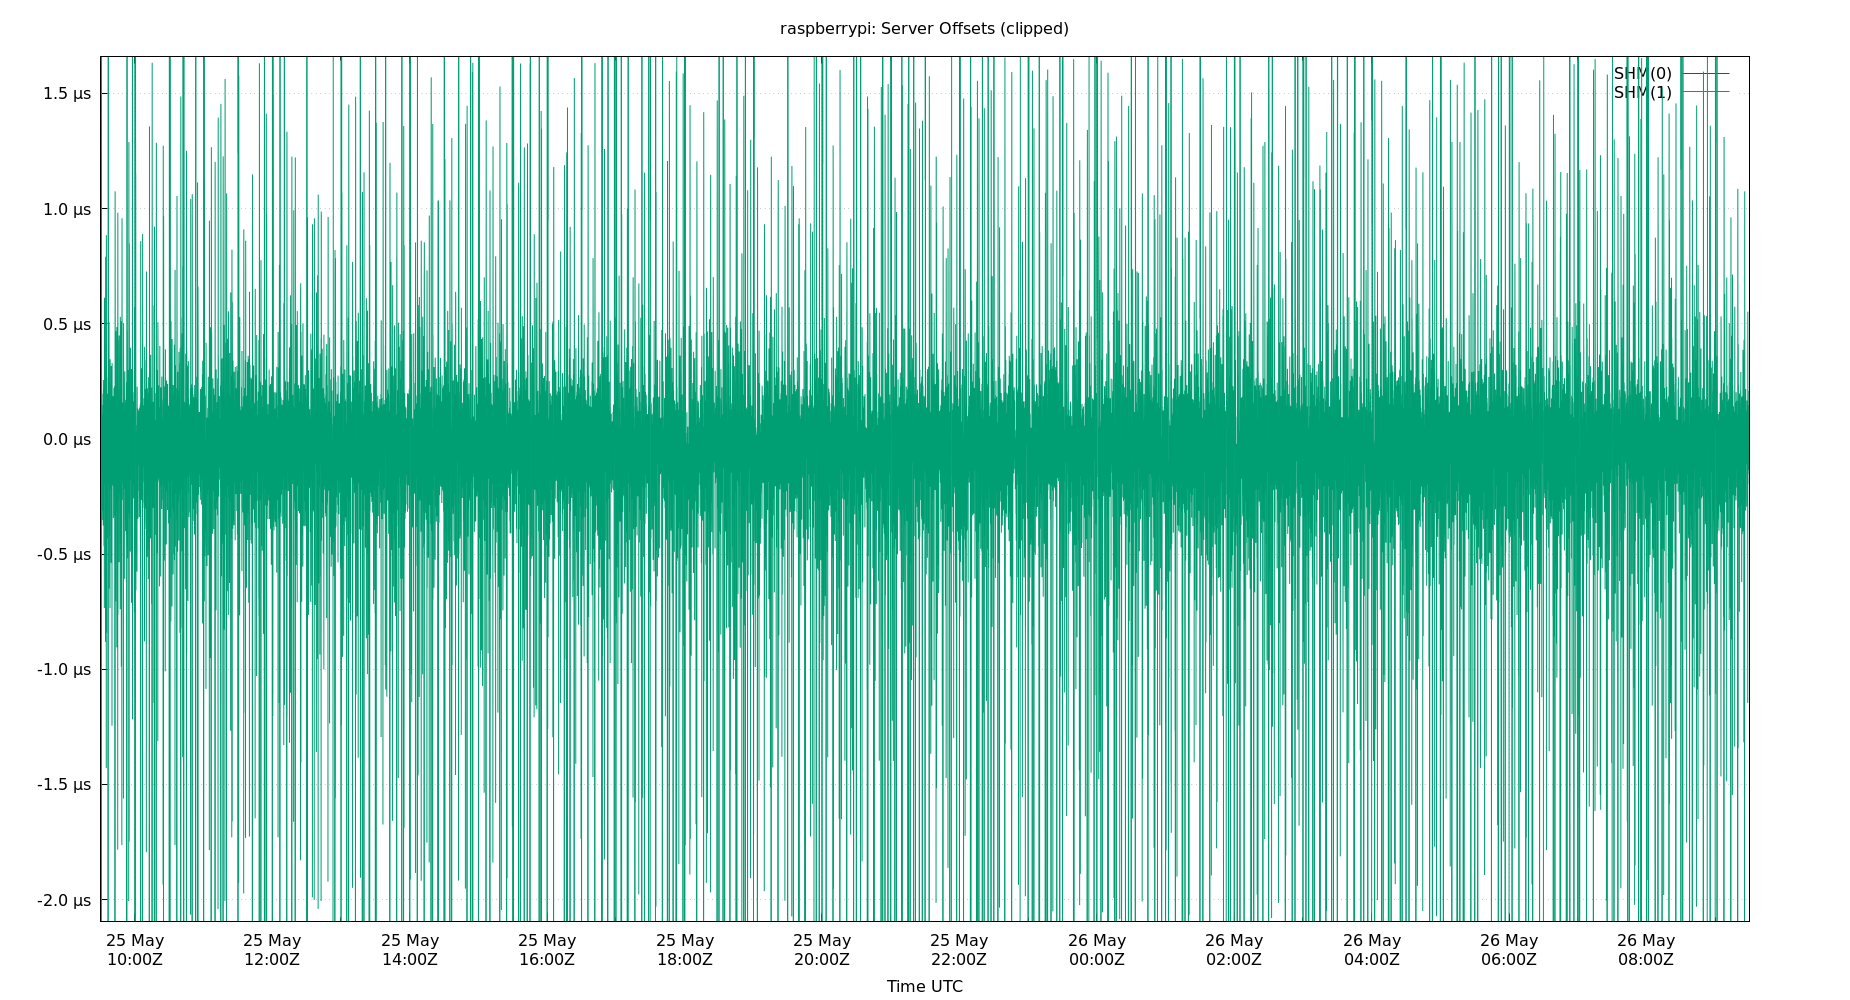 raspberrypi: Server Offsets (clipped)
SHM(0)
SHM(1)
1.5 µs
1.0 µs
0.5 µs
0.0 µs
-0.5 µs
-1.0 µs
-1.5 µs
-2.0 µs
25 May 25 May 25 May 25 May 25 May 25 May 25 May 26 May 26 May 26 May 26 May 26 May
10:00Z 12:00Z 14:00Z 16:00Z 18:00Z 20:00Z 22:00Z 00:00Z 02:00Z 04:00Z 06:00Z 08:00Z
Time UTC